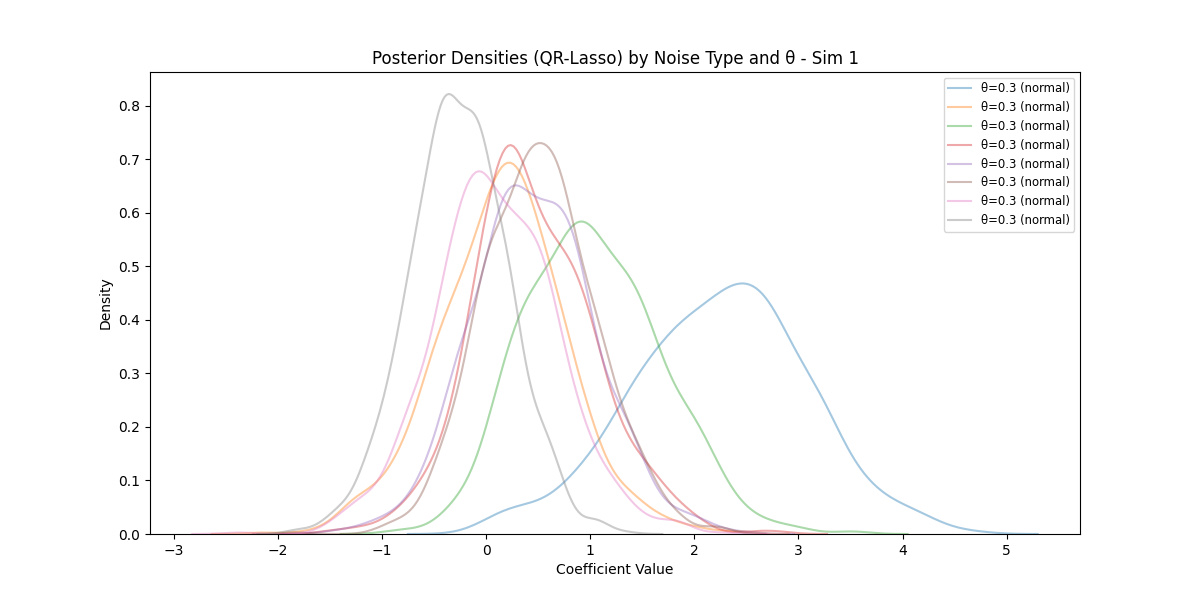 Posterior Densities (QR-Lasso) by Noise Type and θ - Sim 1
θ=0.3 (normal)
θ=0.3 (normal)
θ=0.3 (normal)
θ=0.3 (normal)
θ=0.3 (normal)
θ=0.3 (normal)
θ=0.3 (normal)
θ=0.3 (normal)
Density
0.8
0.7
0.6
0.5
0.4
0.3
0.2
0.1
0.0
−3 −2 −1 0 1 2 3 4 5
Coefficient Value